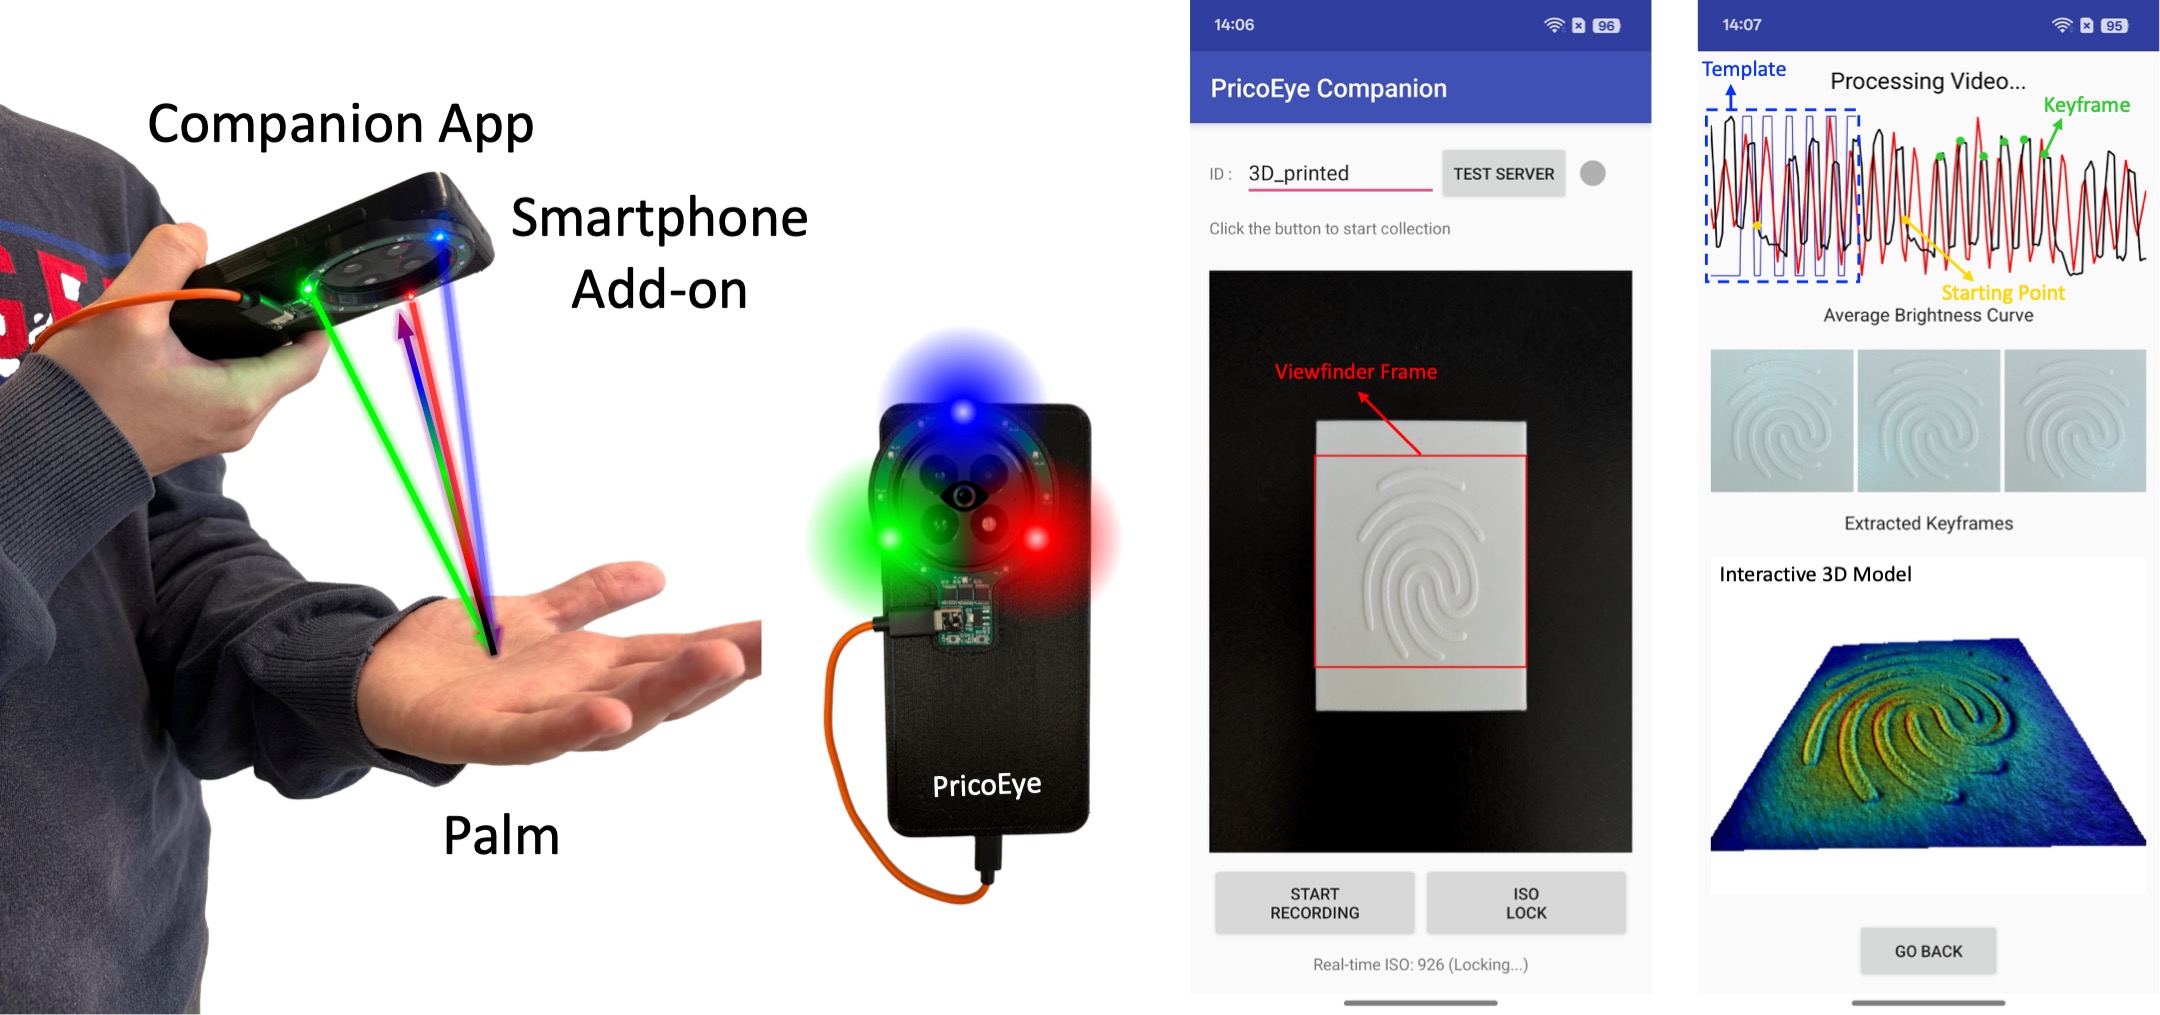 Companion App
Smartphone
Add-on
Palm
PricoEye
14:06
96
PricoEye Companion
ID :
3D_printed
TEST SERVER
Click the button to start collection
Viewfinder Frame
START
RECORDING
ISO
LOCK
Real-time ISO: 926 (Locking...)
14:07
95
Template
Processing Video...
Keyframe
Starting Point
Average Brightness Curve
Extracted Keyframes
Interactive 3D Model
GO BACK